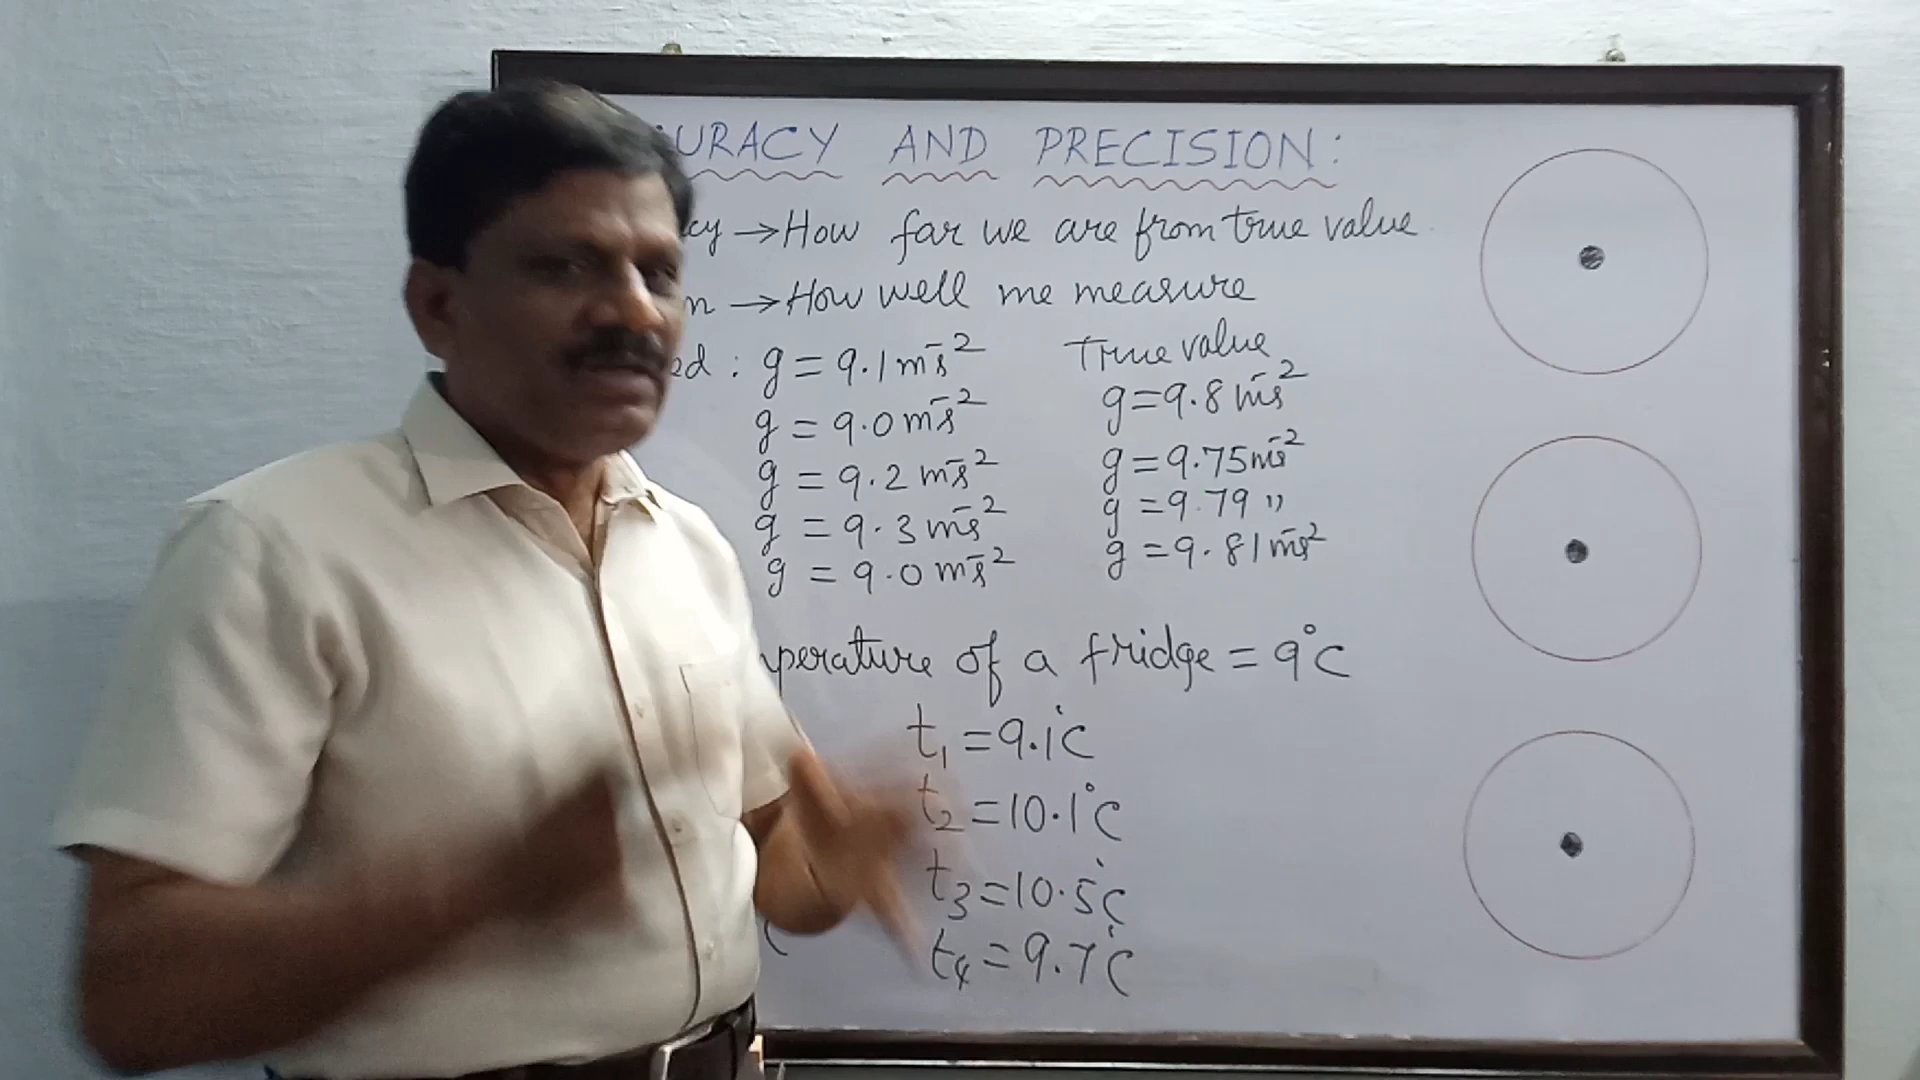 URACY AND PRECISION:
cy → How far we are from true value
n → How well me measure
ed : g = 9.1 ms⁻²
g = 9.0 ms⁻²
g = 9.2 ms⁻²
g = 9.3 ms⁻²
g = 9.0 ms⁻²
True value
g = 9.8 ms⁻²
g = 9.75 ms⁻²
g = 9.79 "
g = 9.81 ms⁻²
perature of a fridge = 9°C
t₁ = 9.1°C
t₂ = 10.1°C
t₃ = 10.5°C
t₄ = 9.7°C
C